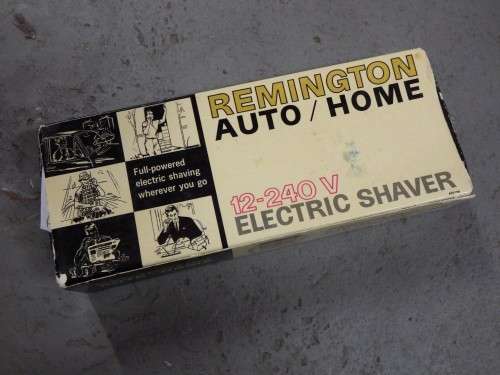 REMINGTON
AUTO / HOME
12-240 V
ELECTRIC SHAVER
Full-powered
electric shaving
wherever you go